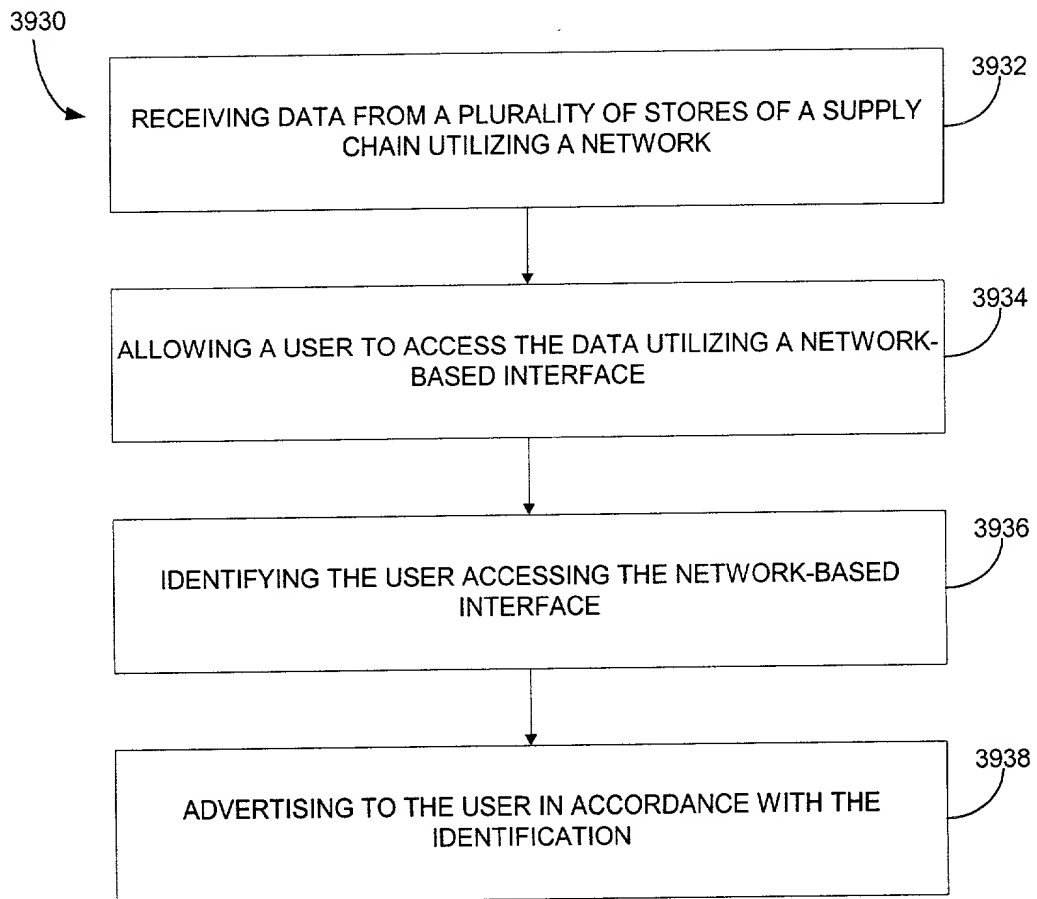 3930
3932
RECEIVING DATA FROM A PLURALITY OF STORES OF A SUPPLY
CHAIN UTILIZING A NETWORK
3934
ALLOWING A USER TO ACCESS THE DATA UTILIZING A NETWORK-
BASED INTERFACE
3936
IDENTIFYING THE USER ACCESSING THE NETWORK-BASED
INTERFACE
3938
ADVERTISING TO THE USER IN ACCORDANCE WITH THE
IDENTIFICATION